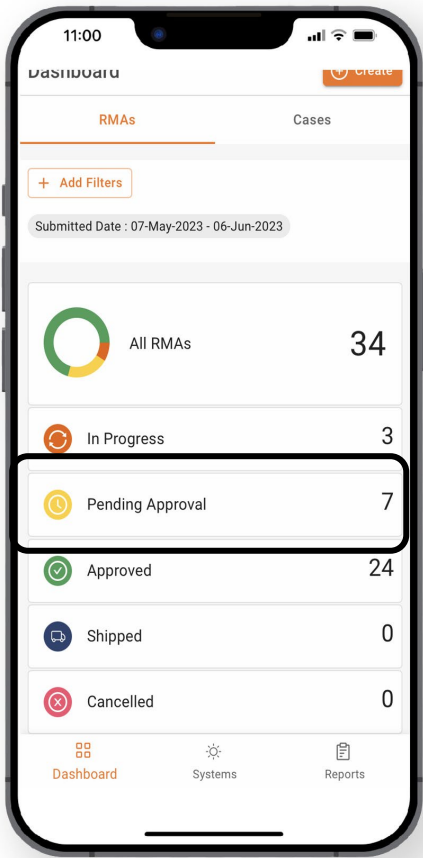 11:00
Dashboard
Create
RMAs
Cases
+ Add Filters
Submitted Date : 07-May-2023 - 06-Jun-2023
All RMAs 34
In Progress 3
Pending Approval 7
Approved 24
Shipped 0
Cancelled 0
Dashboard
Systems
Reports